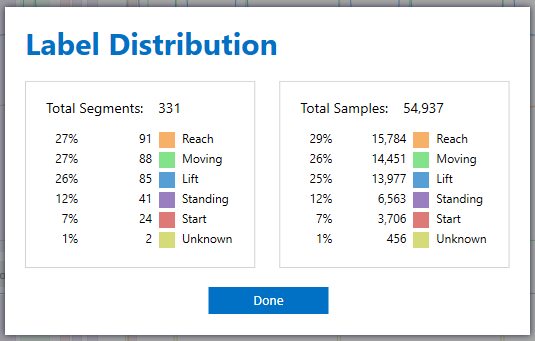 Label Distribution
Total Segments: 331
27% 91 Reach
27% 88 Moving
26% 85 Lift
12% 41 Standing
7% 24 Start
1% 2 Unknown
Total Samples: 54,937
29% 15,784 Reach
26% 14,451 Moving
25% 13,977 Lift
12% 6,563 Standing
7% 3,706 Start
1% 456 Unknown
Done